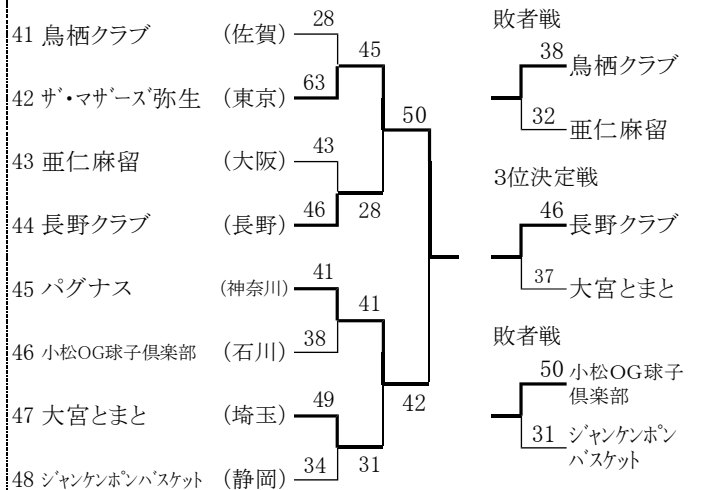 41 鳥栖クラブ (佐賀) 28
45
42 ザ・マザーズ弥生 (東京) 63
50
43 亜仁麻留 (大阪) 43
44 長野クラブ (長野) 46
28
45 パグナス (神奈川) 41
41
46 小松OG球子倶楽部 (石川) 38
42
47 大宮とまと (埼玉) 49
48 ジャンケンポンバスケット (静岡) 34
31
敗者戦
38 鳥栖クラブ
32 亜仁麻留
3位決定戦
46 長野クラブ
37 大宮とまと
敗者戦
50 小松OG球子
倶楽部
31 ジャンケンポン
バスケット